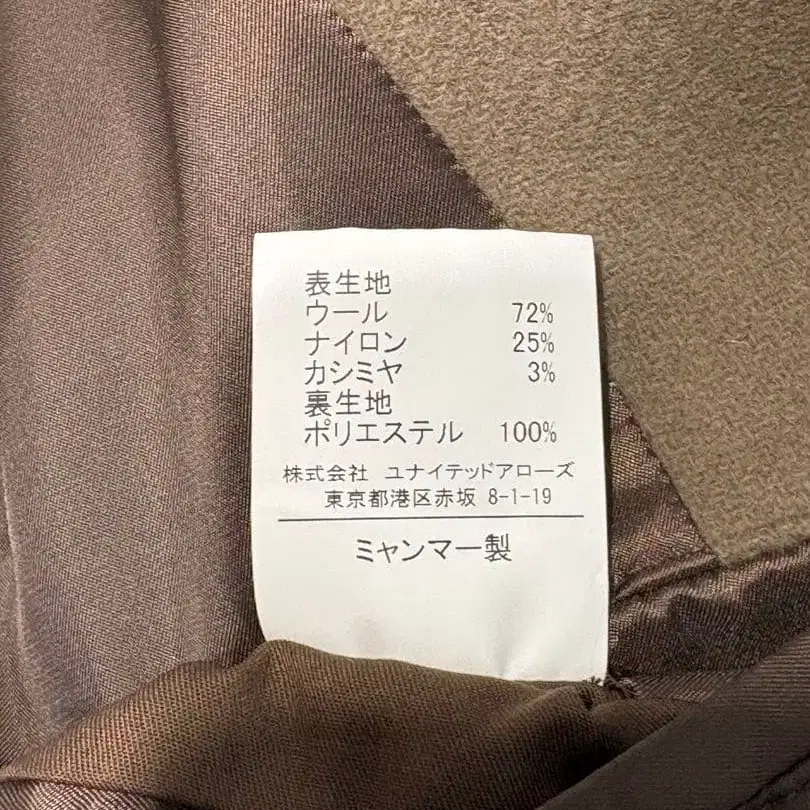 表生地
ウール 72%
ナイロン 25%
カシミヤ 3%
裏生地
ポリエステル 100%
株式会社 ユナイテッドアローズ
東京都港区赤坂 8-1-19
ミャンマー製